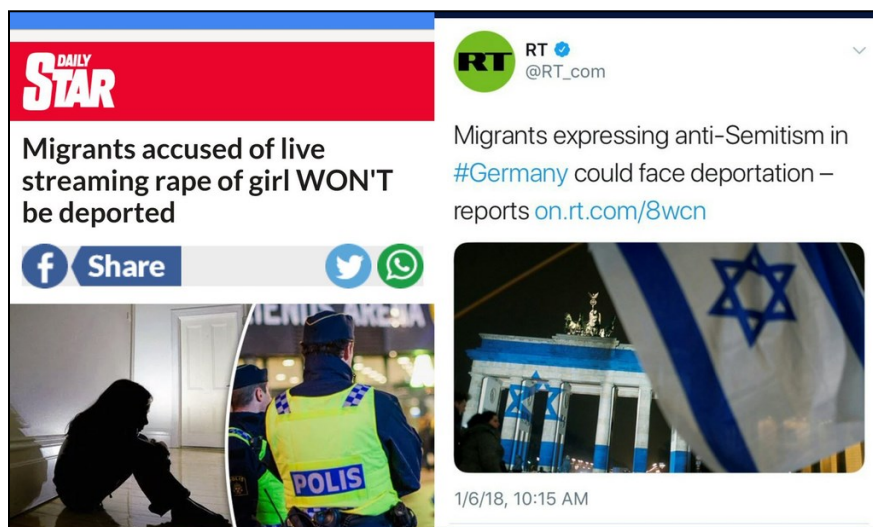 DAILY
STAR
Migrants accused of live
streaming rape of girl WON'T
be deported
f Share
POLIS
RT
RT
@RT_com
Migrants expressing anti-Semitism in
#Germany could face deportation –
reports on.rt.com/8wcn
1/6/18, 10:15 AM